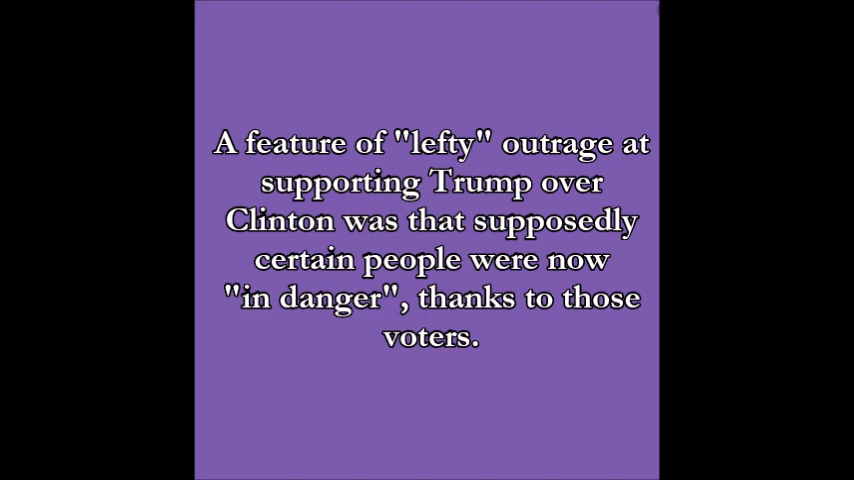 A feature of "lefty" outrage at
supporting Trump over
Clinton was that supposedly
certain people were now
"in danger", thanks to those
voters.